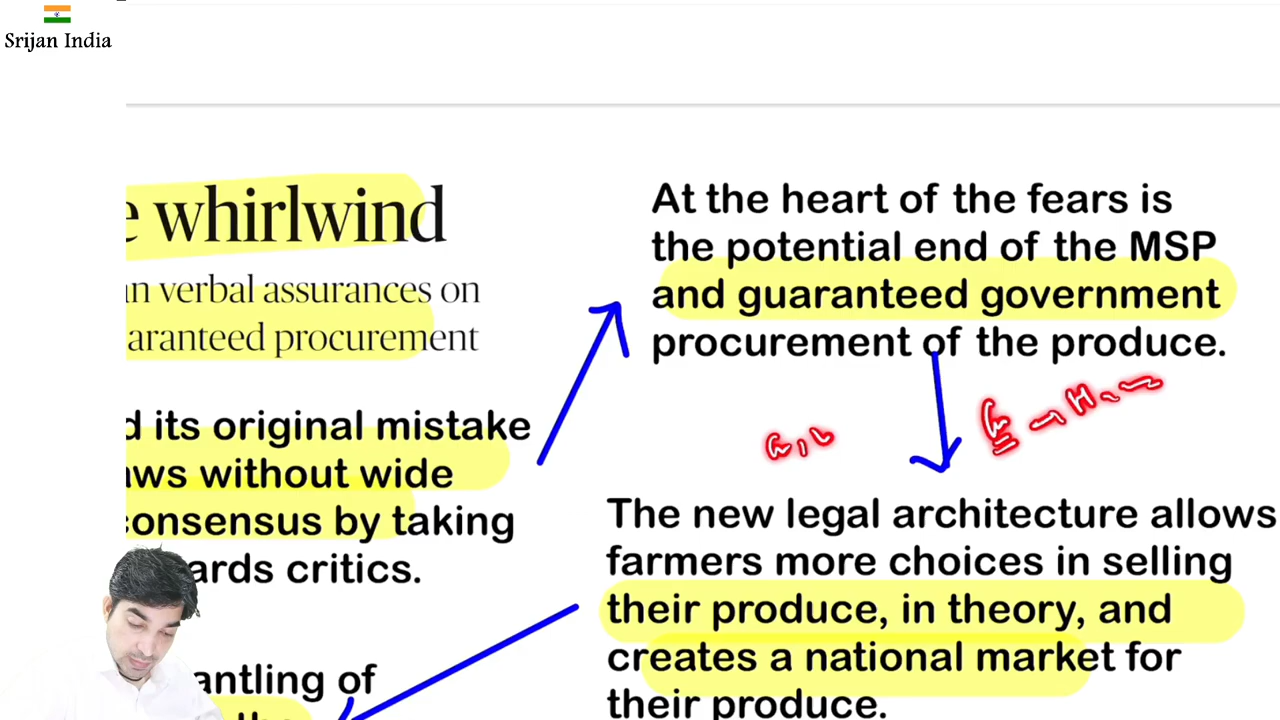 Srijan India
e whirlwind
an verbal assurances on
aranteed procurement
d its original mistake
aws without wide
consensus by taking
ards critics.
antling of
At the heart of the fears is
the potential end of the MSP
and guaranteed government
procurement of the produce.
The new legal architecture allows
farmers more choices in selling
their produce, in theory, and
creates a national market for
their produce.